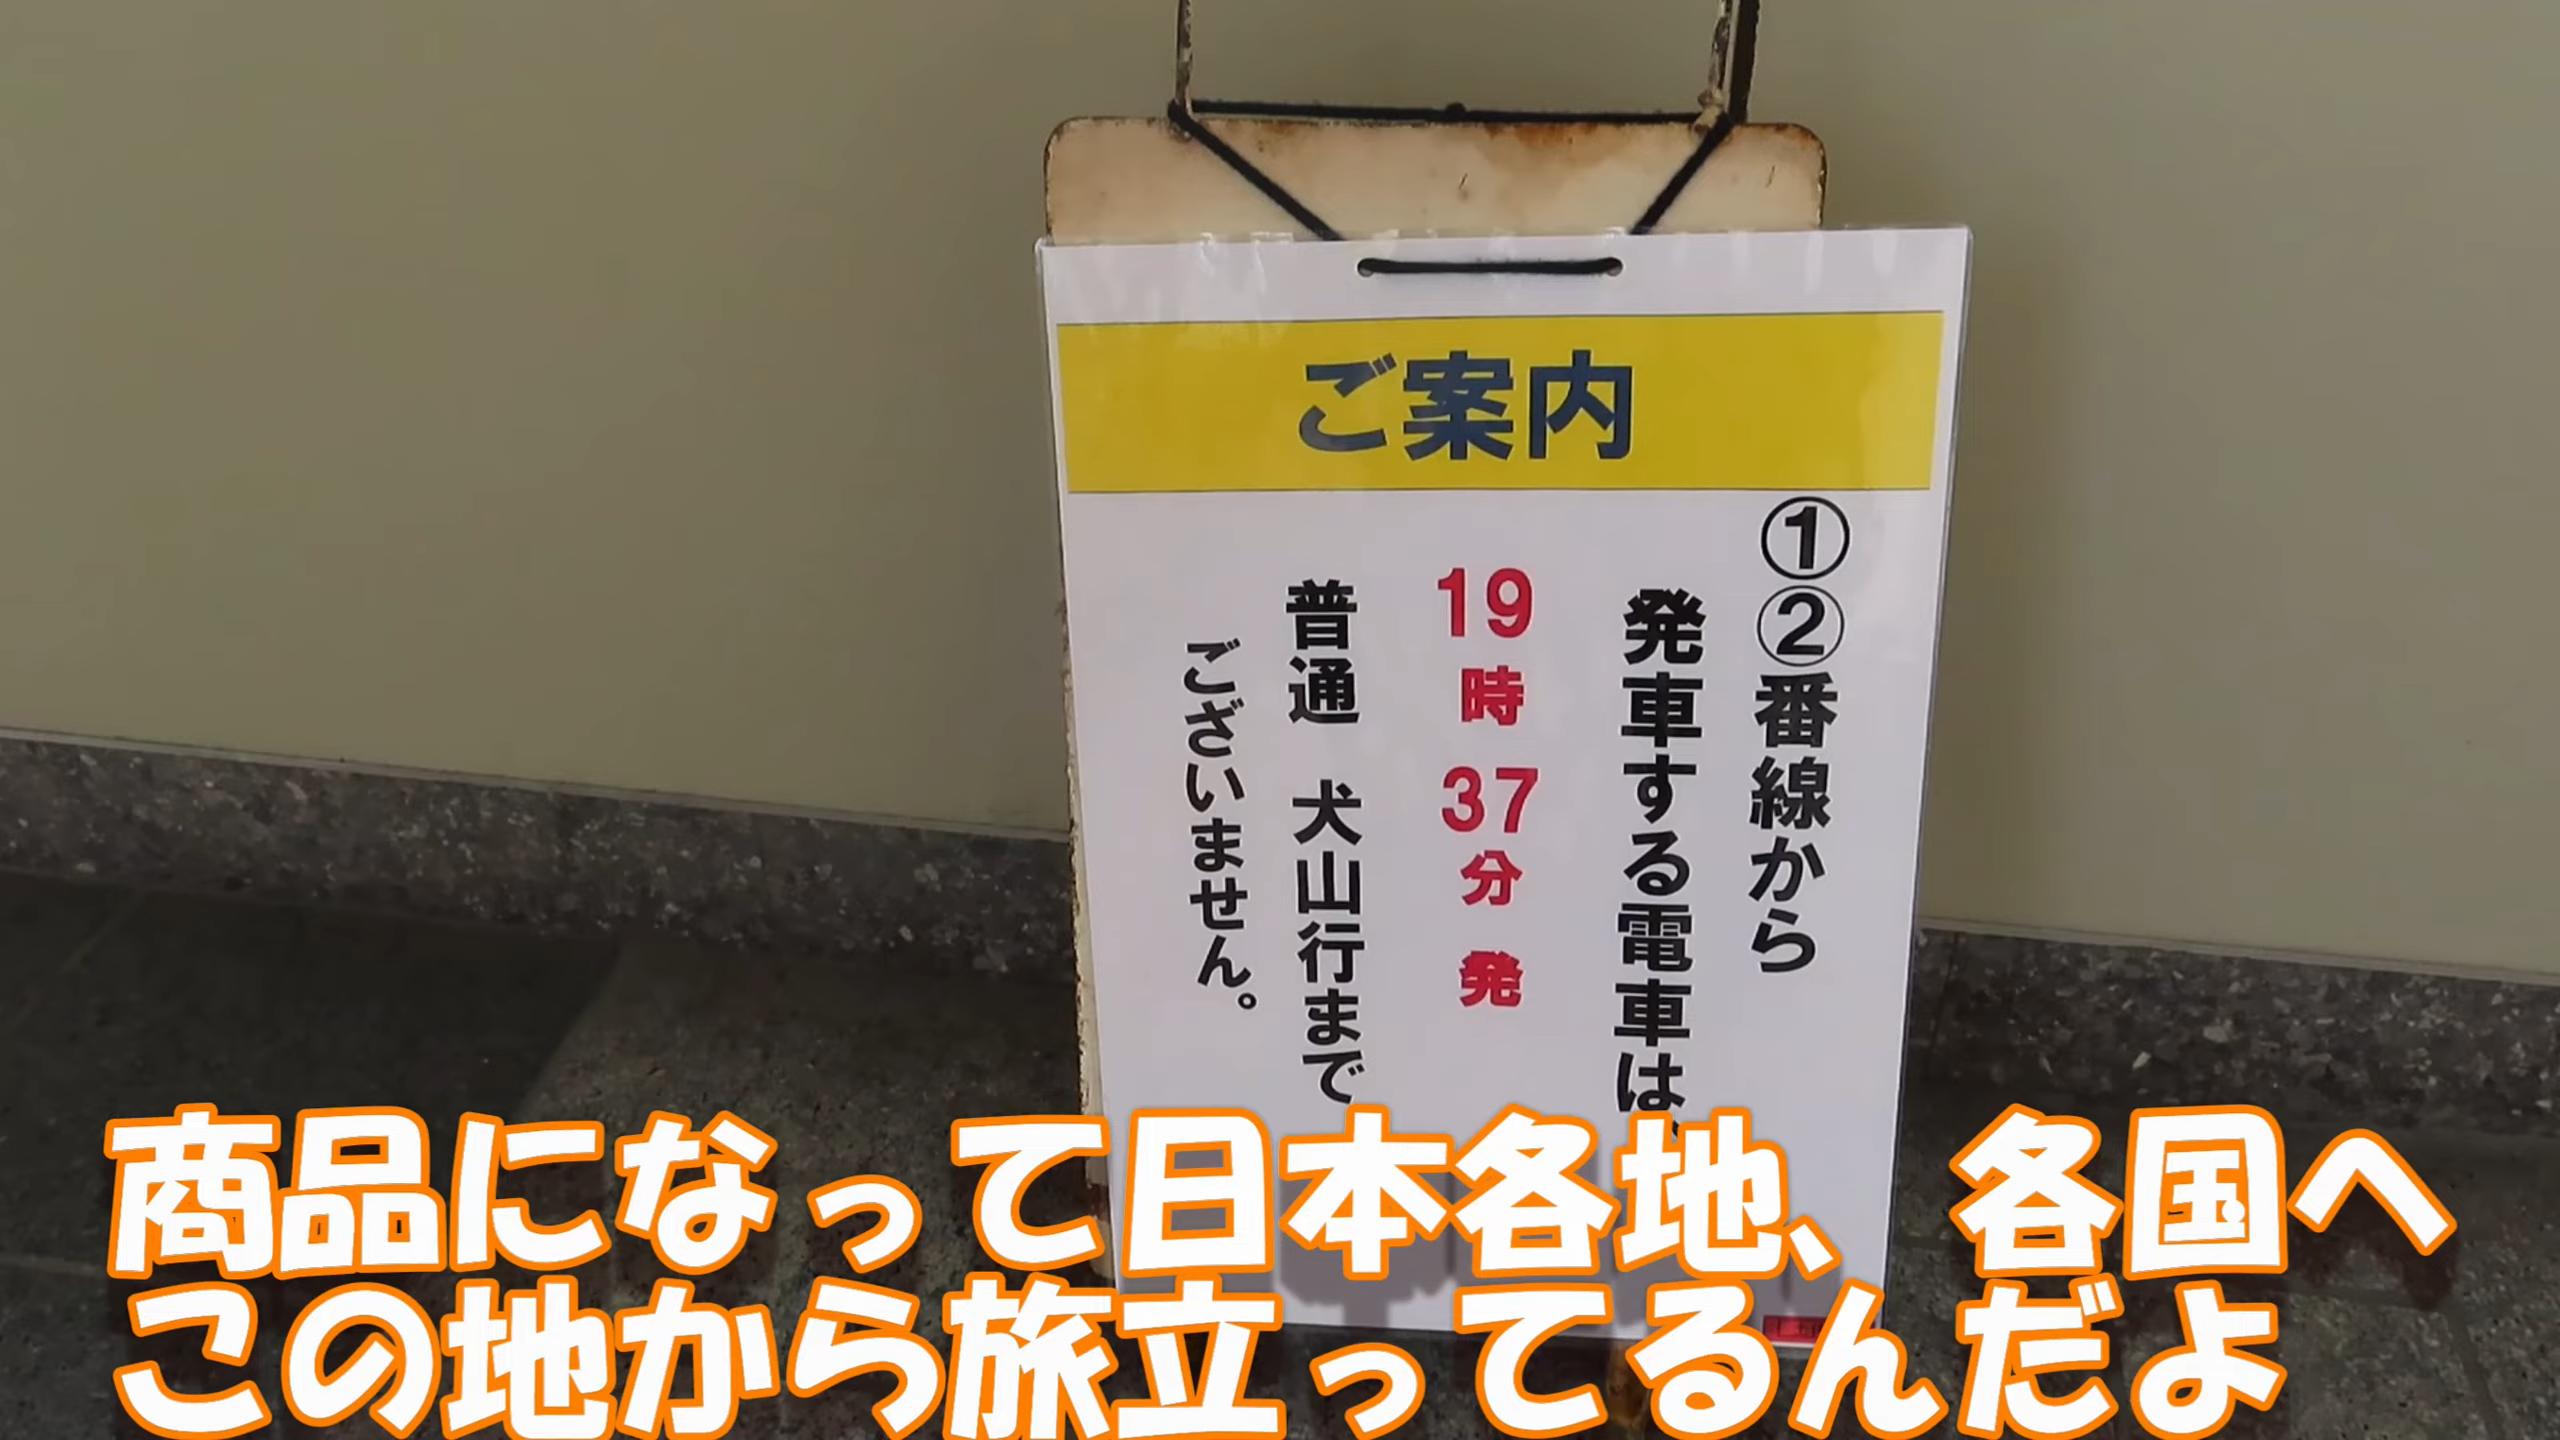 ご案内
①②番線から
発車する電車は、
19時37分発
普通 犬山行まで
ございません。
商品になって日本各地、各国へ
この地から旅立ってるんだよ